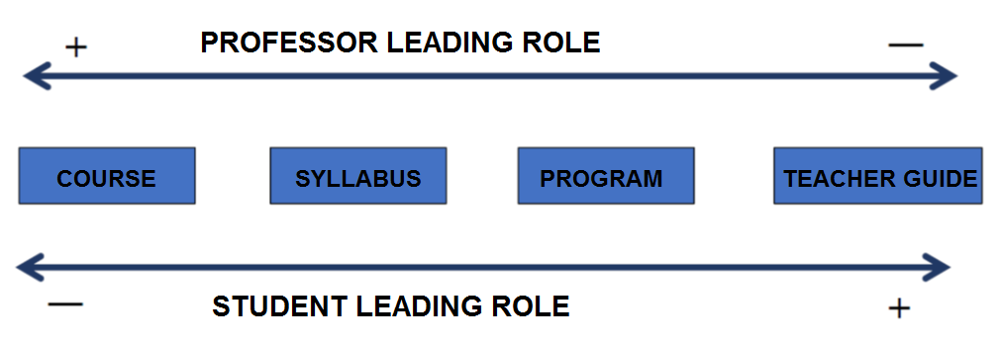 + PROFESSOR LEADING ROLE —
COURSE SYLLABUS PROGRAM TEACHER GUIDE
— STUDENT LEADING ROLE +